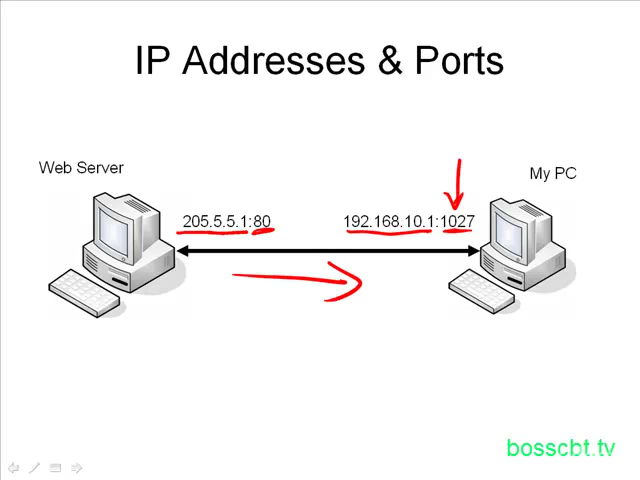 IP Addresses & Ports
Web Server
My PC
205.5.5.1:80
192.168.10.1:1027
bosscbt.tv